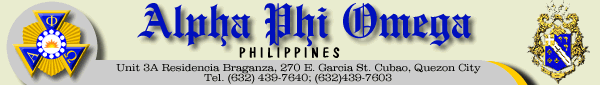 Alpha Phi Omega
PHILIPPINES
Unit 3A Residencia Braganza, 270 E. Garcia St. Cubao, Quezon City
Tel. (632) 439-7640; (632)439-7603
Φ
Α Ω